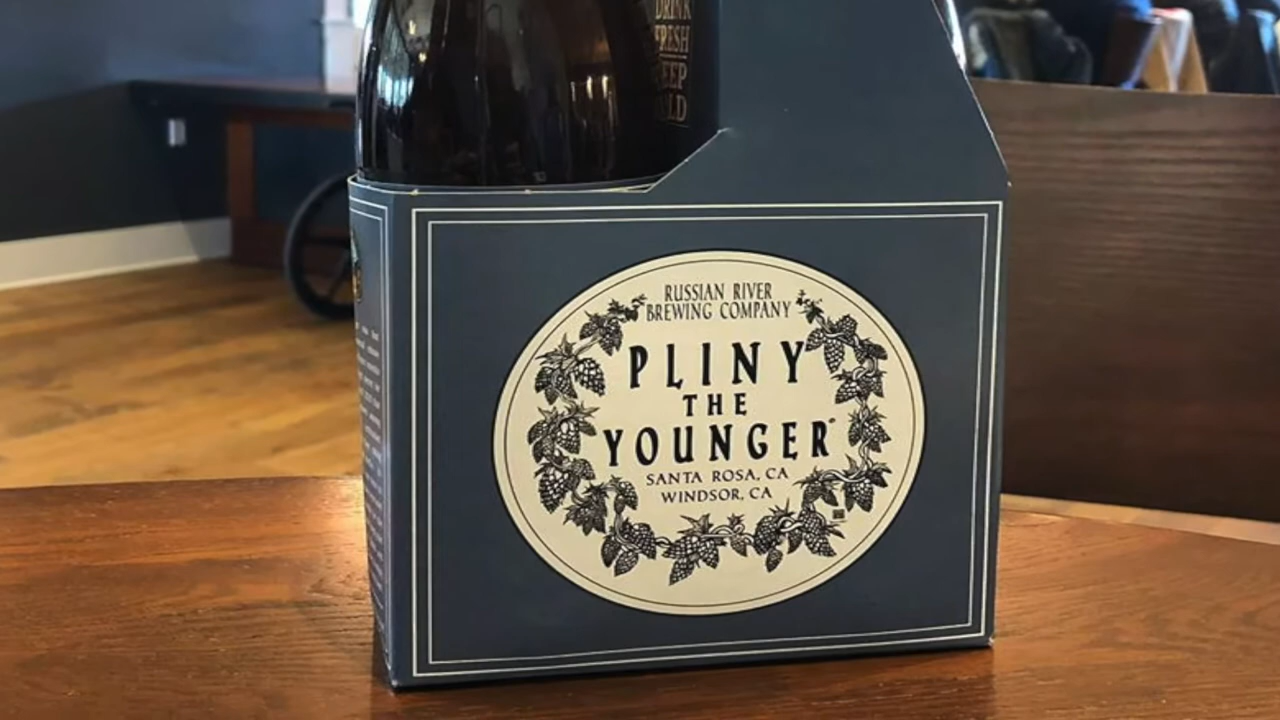 DRINK
FRESH
RUSSIAN RIVER
BREWING COMPANY
PLINY
THE
YOUNGER
SANTA ROSA, CA
WINDSOR, CA